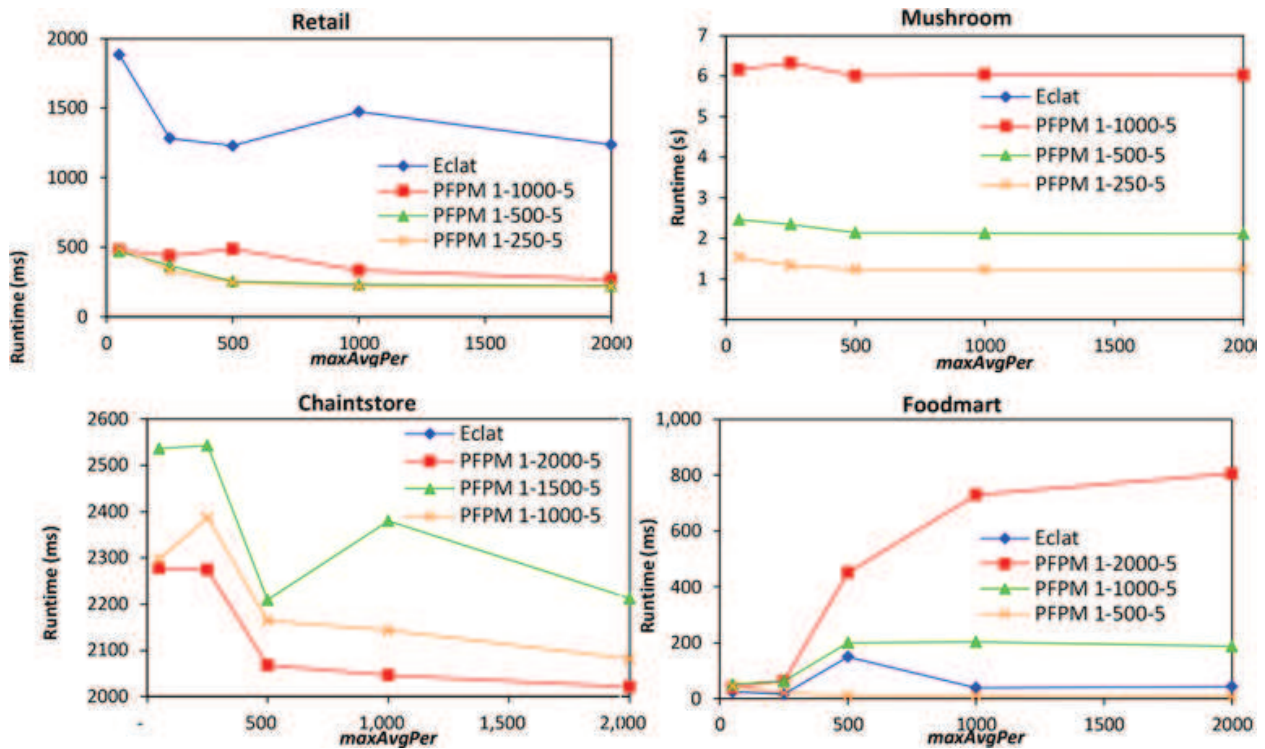 Retail
2000
1500
1000
500
0
0
500
1000
1500
2000
Runtime (ms)
maxAvgPer
Eclat
PFPM 1-1000-5
PFPM 1-500-5
PFPM 1-250-5
Mushroom
7
6
5
4
3
2
1
-
-
500
1000
1500
2000
Runtime (s)
maxAvgPer
Eclat
PFPM 1-1000-5
PFPM 1-500-5
PFPM 1-250-5
Chaintstore
2600
2500
2400
2300
2200
2100
2000
-
500
1,000
1,500
2,000
Runtime (ms)
maxAvgPer
Eclat
PFPM 1-2000-5
PFPM 1-1500-5
PFPM 1-1000-5
Foodmart
1,000
800
600
400
200
0
0
500
1000
1500
2000
Runtime (ms)
maxAvgPer
Eclat
PFPM 1-2000-5
PFPM 1-1000-5
PFPM 1-500-5